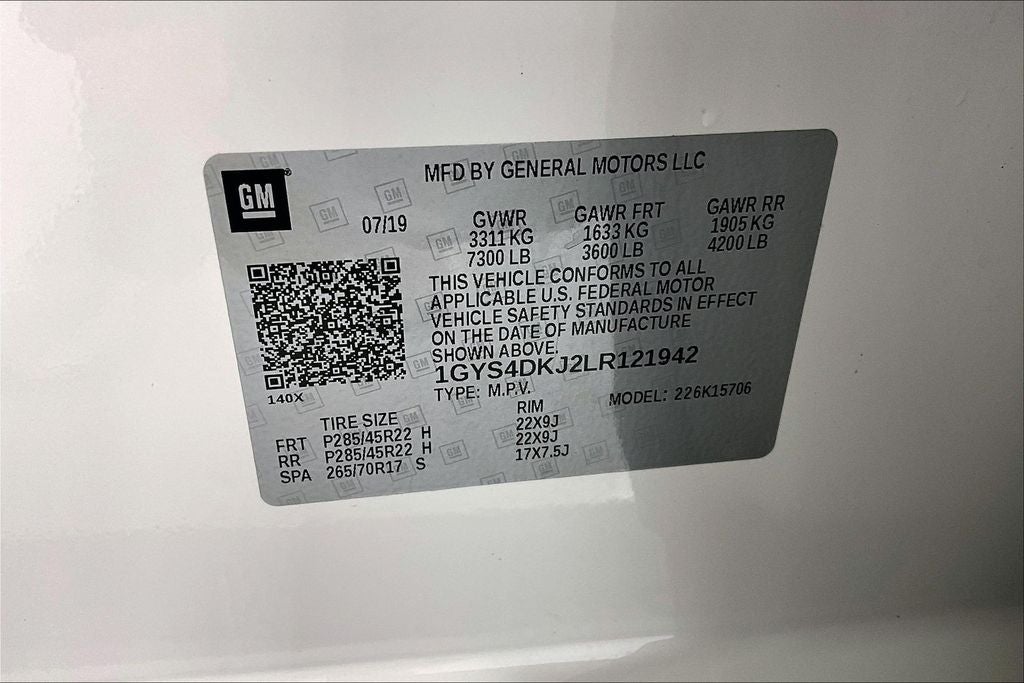 MFD BY GENERAL MOTORS LLC
GM
07/19
GVWR GAWR FRT GAWR RR
3311 KG 1633 KG 1905 KG
7300 LB 3600 LB 4200 LB
THIS VEHICLE CONFORMS TO ALL
APPLICABLE U.S. FEDERAL MOTOR
VEHICLE SAFETY STANDARDS IN EFFECT
ON THE DATE OF MANUFACTURE
SHOWN ABOVE.
1GYS4DKJ2LR121942
140X
TYPE: M.P.V. MODEL: 226K15706
TIRE SIZE RIM
FRT P285/45R22 H 22X9J
RR P285/45R22 H 22X9J
SPA 265/70R17 S 17X7.5J